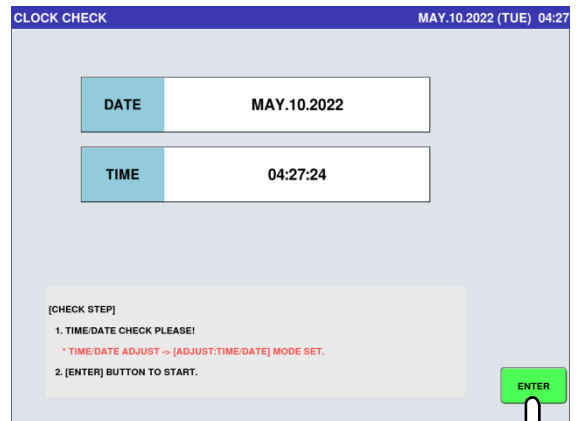 CLOCK CHECK MAY.10.2022 (TUE) 04:27
DATE MAY.10.2022
TIME 04:27:24
[CHECK STEP]
1. TIME/DATE CHECK PLEASE!
* TIME/DATE ADJUST -> [ADJUST:TIME/DATE] MODE SET.
2. [ENTER] BUTTON TO START.
ENTER